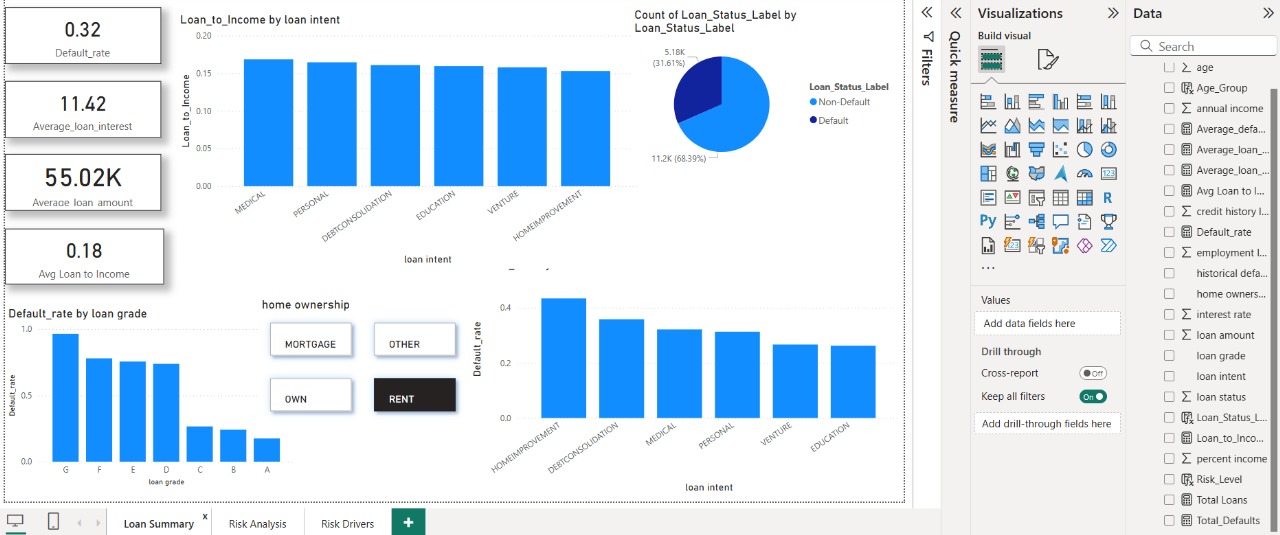 0.32
Default_rate
11.42
Average_loan_interest
55.02K
Average_loan_amount
0.18
Avg Loan to Income
Loan_to_Income by loan intent
Loan_to_Income
0.20
0.15
0.10
0.05
0.00
MEDICAL
PERSONAL
DEBTCONSOLIDATION
EDUCATION
VENTURE
HOMEIMPROVEMENT
loan intent
Count of Loan_Status_Label by
Loan_Status_Label
5.18K
(31.61%)
11.2K (68.39%)
Loan_Status_Label
Non-Default
Default
Default_rate by loan grade
Default_rate
1.0
0.5
0.0
G
F
E
D
C
B
A
loan grade
home ownership
MORTGAGE
OTHER
OWN
RENT
Default_rate
0.4
0.2
0.0
HOMEIMPROVEMENT
DEBTCONSOLIDATION
MEDICAL
PERSONAL
VENTURE
EDUCATION
loan intent
Loan Summary
x
Risk Analysis
Risk Drivers
+
Filters
Quick measure
Visualizations
Build visual
123
R
Py
123
...
Values
Add data fields here
Drill through
Cross-report
Off
Keep all filters
On
Add drill-through fields here
Data
Search
age
Age_Group
annual income
Average_defa...
Average_loan_...
Average_loan_...
Avg Loan to I...
credit history l...
Default_rate
employment l...
historical defa...
home owners...
interest rate
loan amount
loan grade
loan intent
loan status
Loan_Status_L...
Loan_to_Inco...
percent income
Risk_Level
Total Loans
Total_Defaults